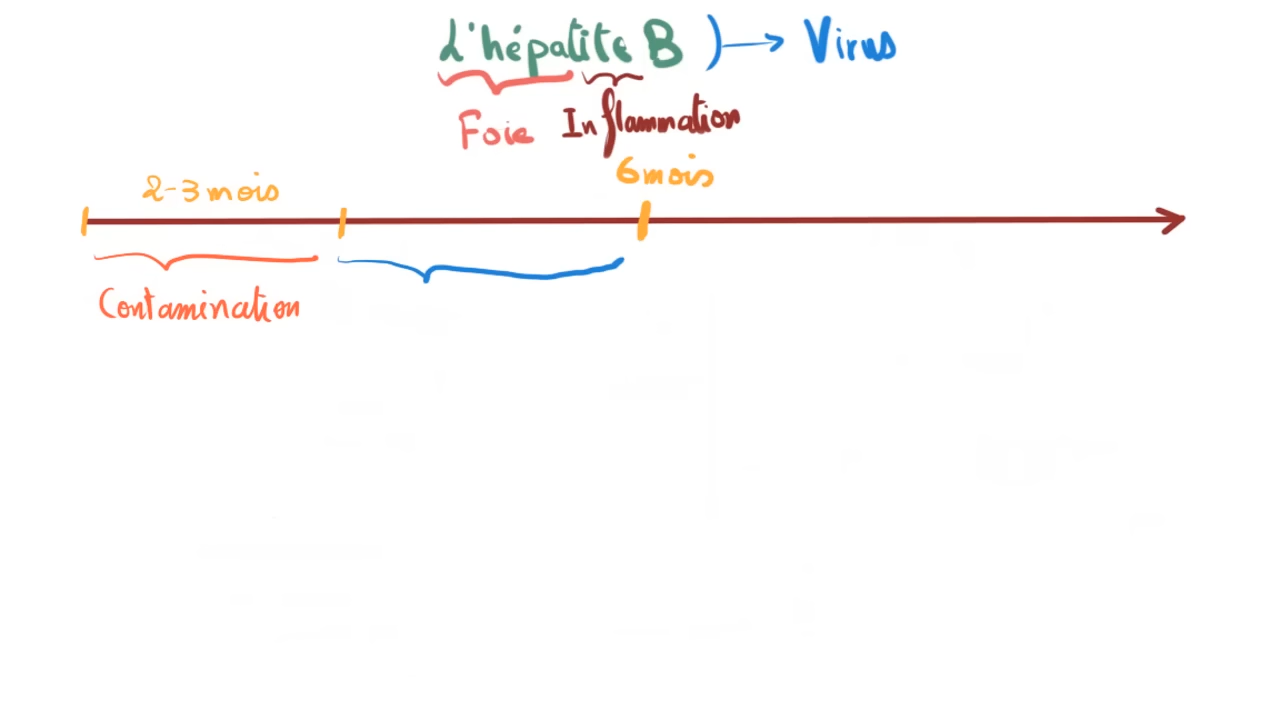 L'hépatite B ) → Virus
Foie Inflammation
6 mois
2-3 mois
Contamination